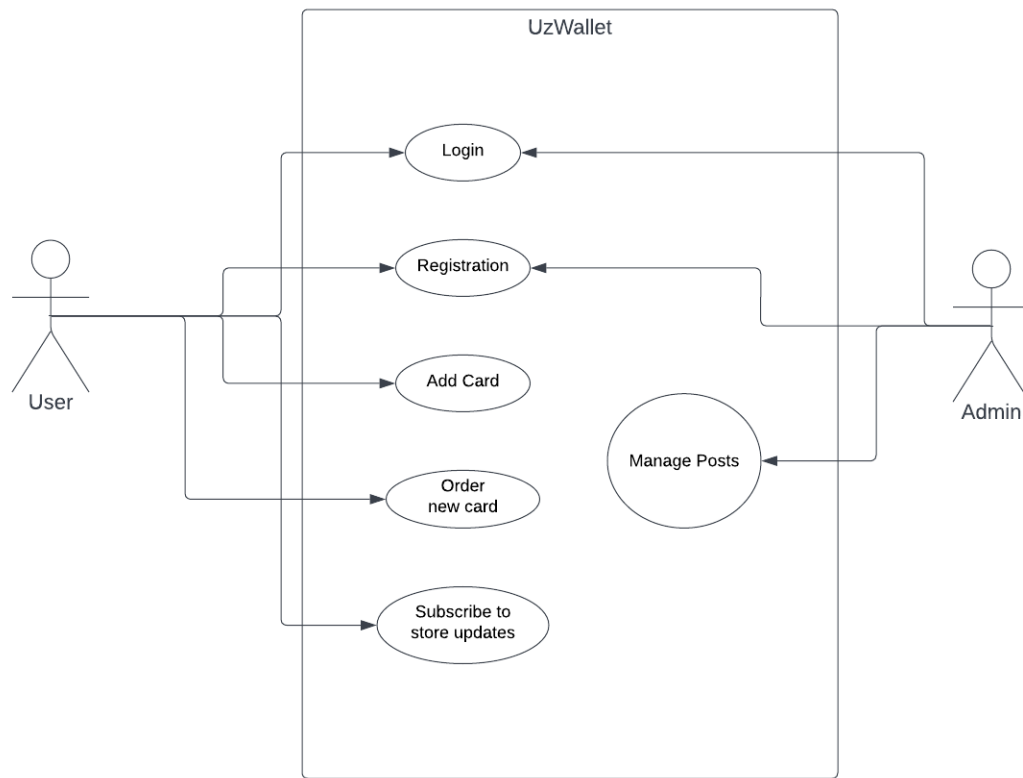 UzWallet
Login
Registration
Add Card
User
Admin
Manage Posts
Order
new card
Subscribe to
store updates